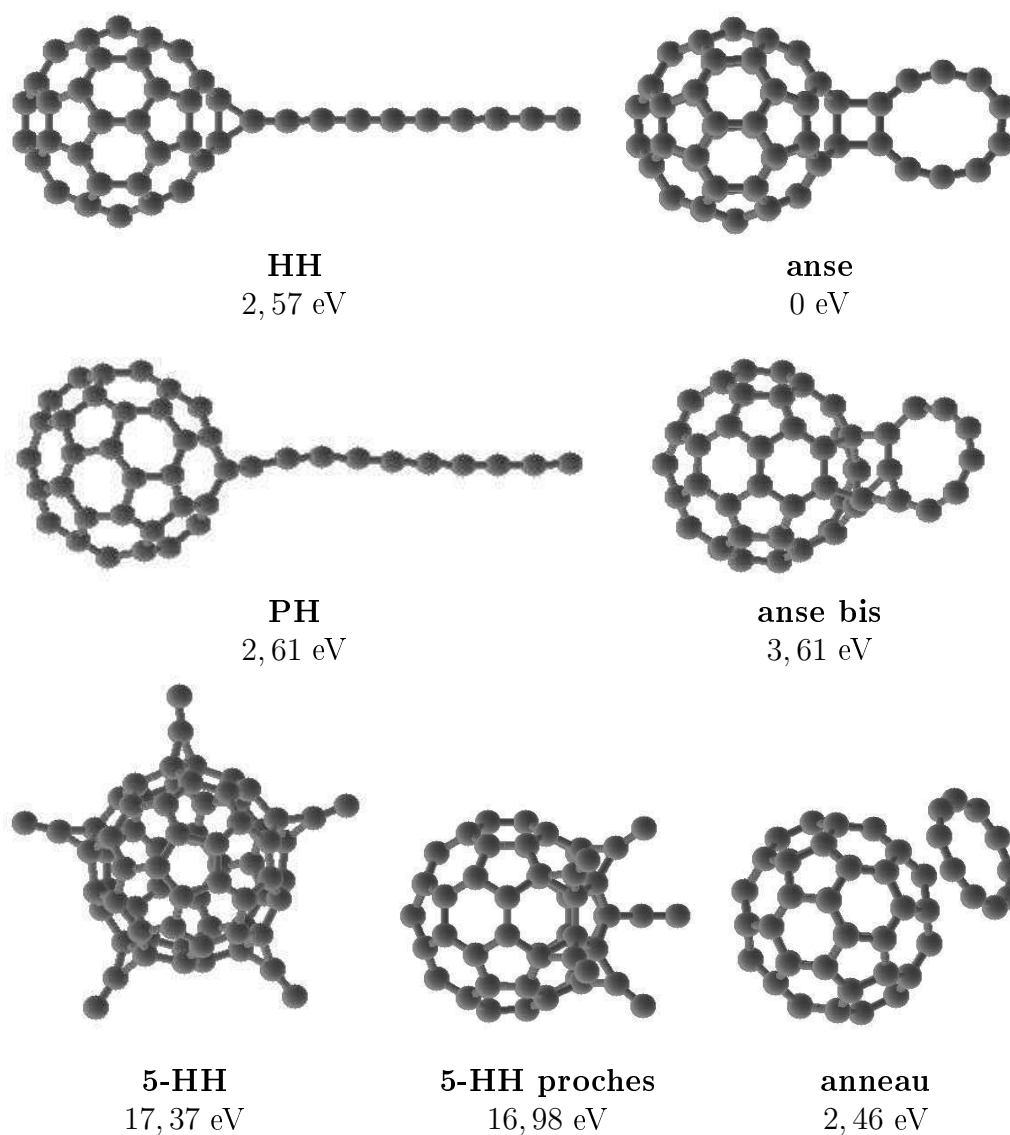 HH
2, 57 eV
anse
0 eV
PH
2, 61 eV
anse bis
3, 61 eV
5-HH
17, 37 eV
5-HH proches
16, 98 eV
anneau
2, 46 eV